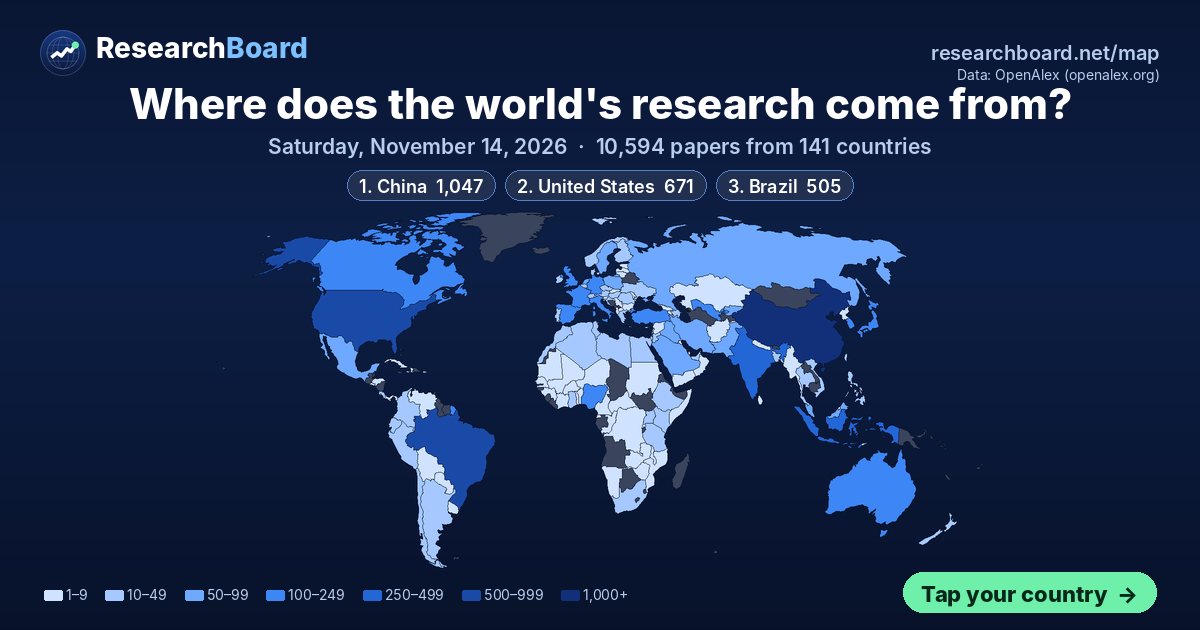 ResearchBoard
researchboard.net/map
Data: OpenAlex (openalex.org)
Where does the world's research come from?
Saturday, November 14, 2026 · 10,594 papers from 141 countries
1. China 1,047 2. United States 671 3. Brazil 505
1–9 10–49 50–99 100–249 250–499 500–999 1,000+
Tap your country →